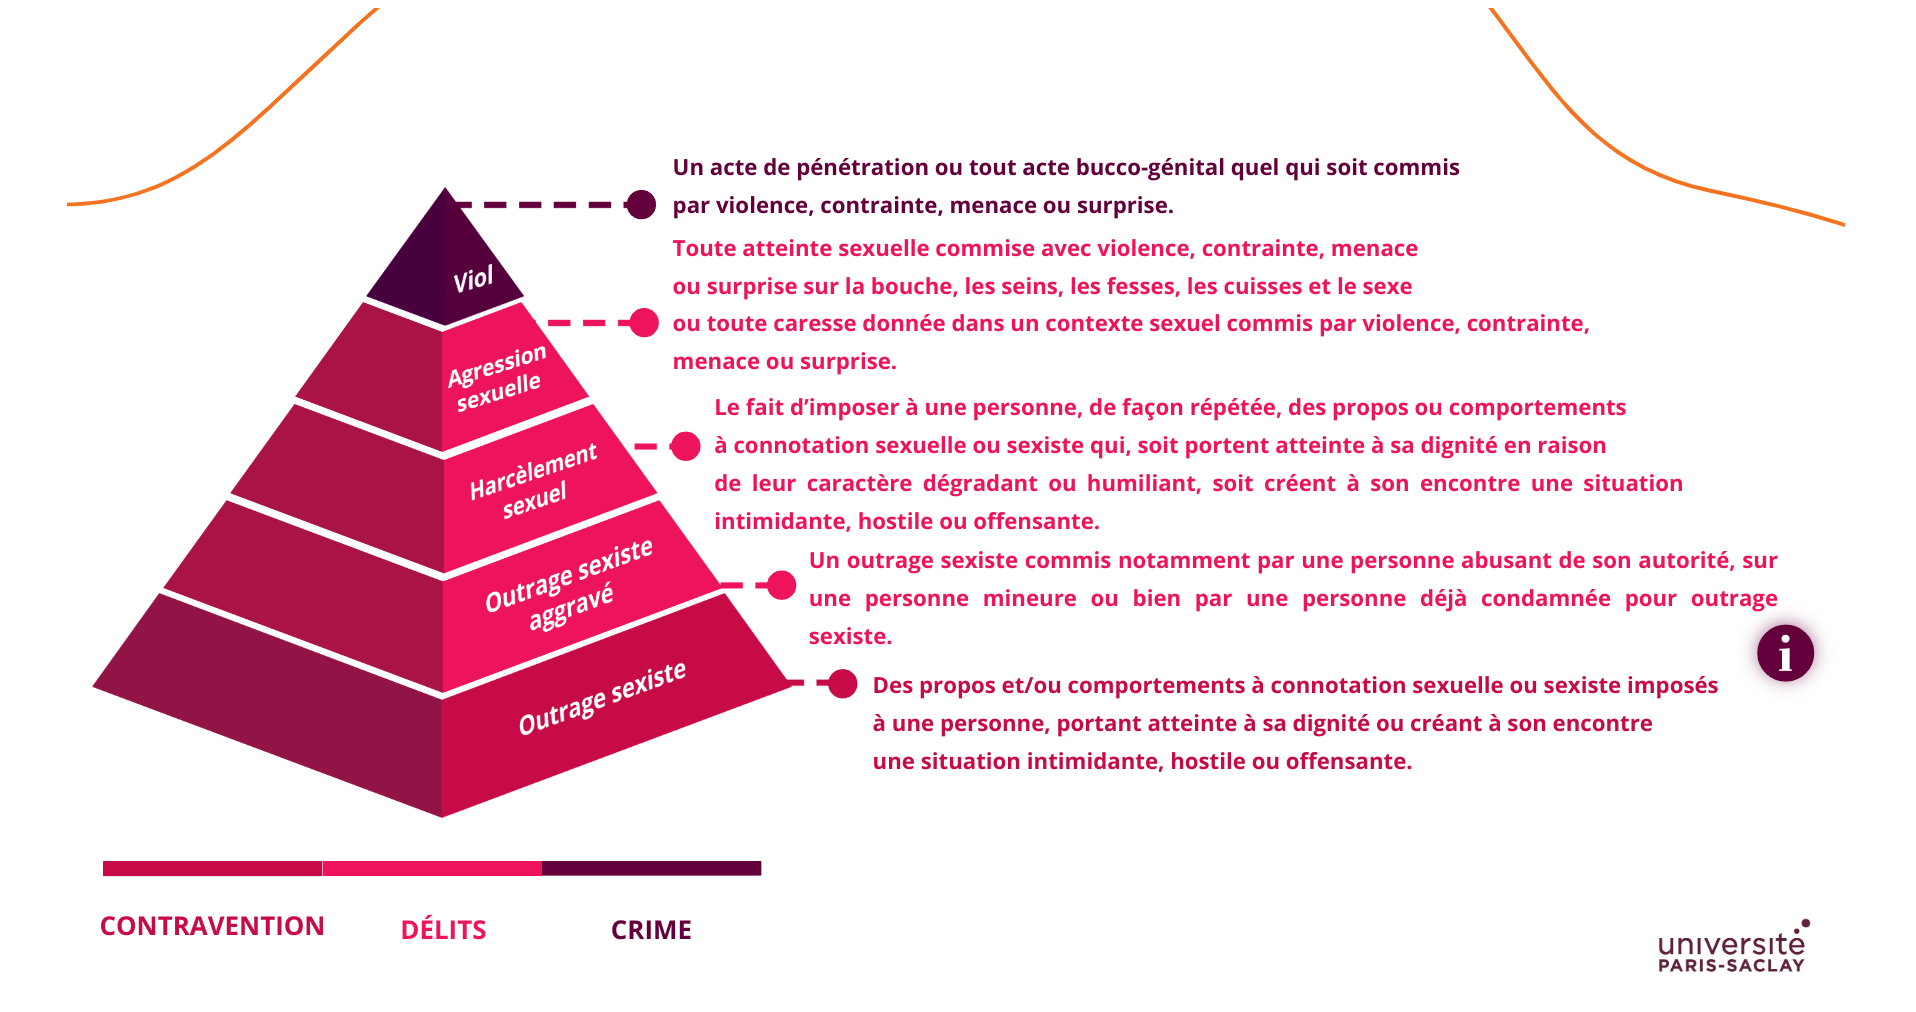 Un acte de pénétration ou tout acte bucco-génital quel qui soit commis
par violence, contrainte, menace ou surprise.
Viol
Toute atteinte sexuelle commise avec violence, contrainte, menace
ou surprise sur la bouche, les seins, les fesses, les cuisses et le sexe
ou toute caresse donnée dans un contexte sexuel commis par violence, contrainte,
menace ou surprise.
Agression
sexuelle
Le fait d’imposer à une personne, de façon répétée, des propos ou comportements
à connotation sexuelle ou sexiste qui, soit portent atteinte à sa dignité en raison
de leur caractère dégradant ou humiliant, soit créent à son encontre une situation
intimidante, hostile ou offensante.
Harcèlement
sexuel
Un outrage sexiste commis notamment par une personne abusant de son autorité, sur
une personne mineure ou bien par une personne déjà condamnée pour outrage
sexiste.
Outrage sexiste
aggravé
i
Des propos et/ou comportements à connotation sexuelle ou sexiste imposés
à une personne, portant atteinte à sa dignité ou créant à son encontre
une situation intimidante, hostile ou offensante.
Outrage sexiste
CONTRAVENTION
DÉLITS
CRIME
université
PARIS-SACLAY